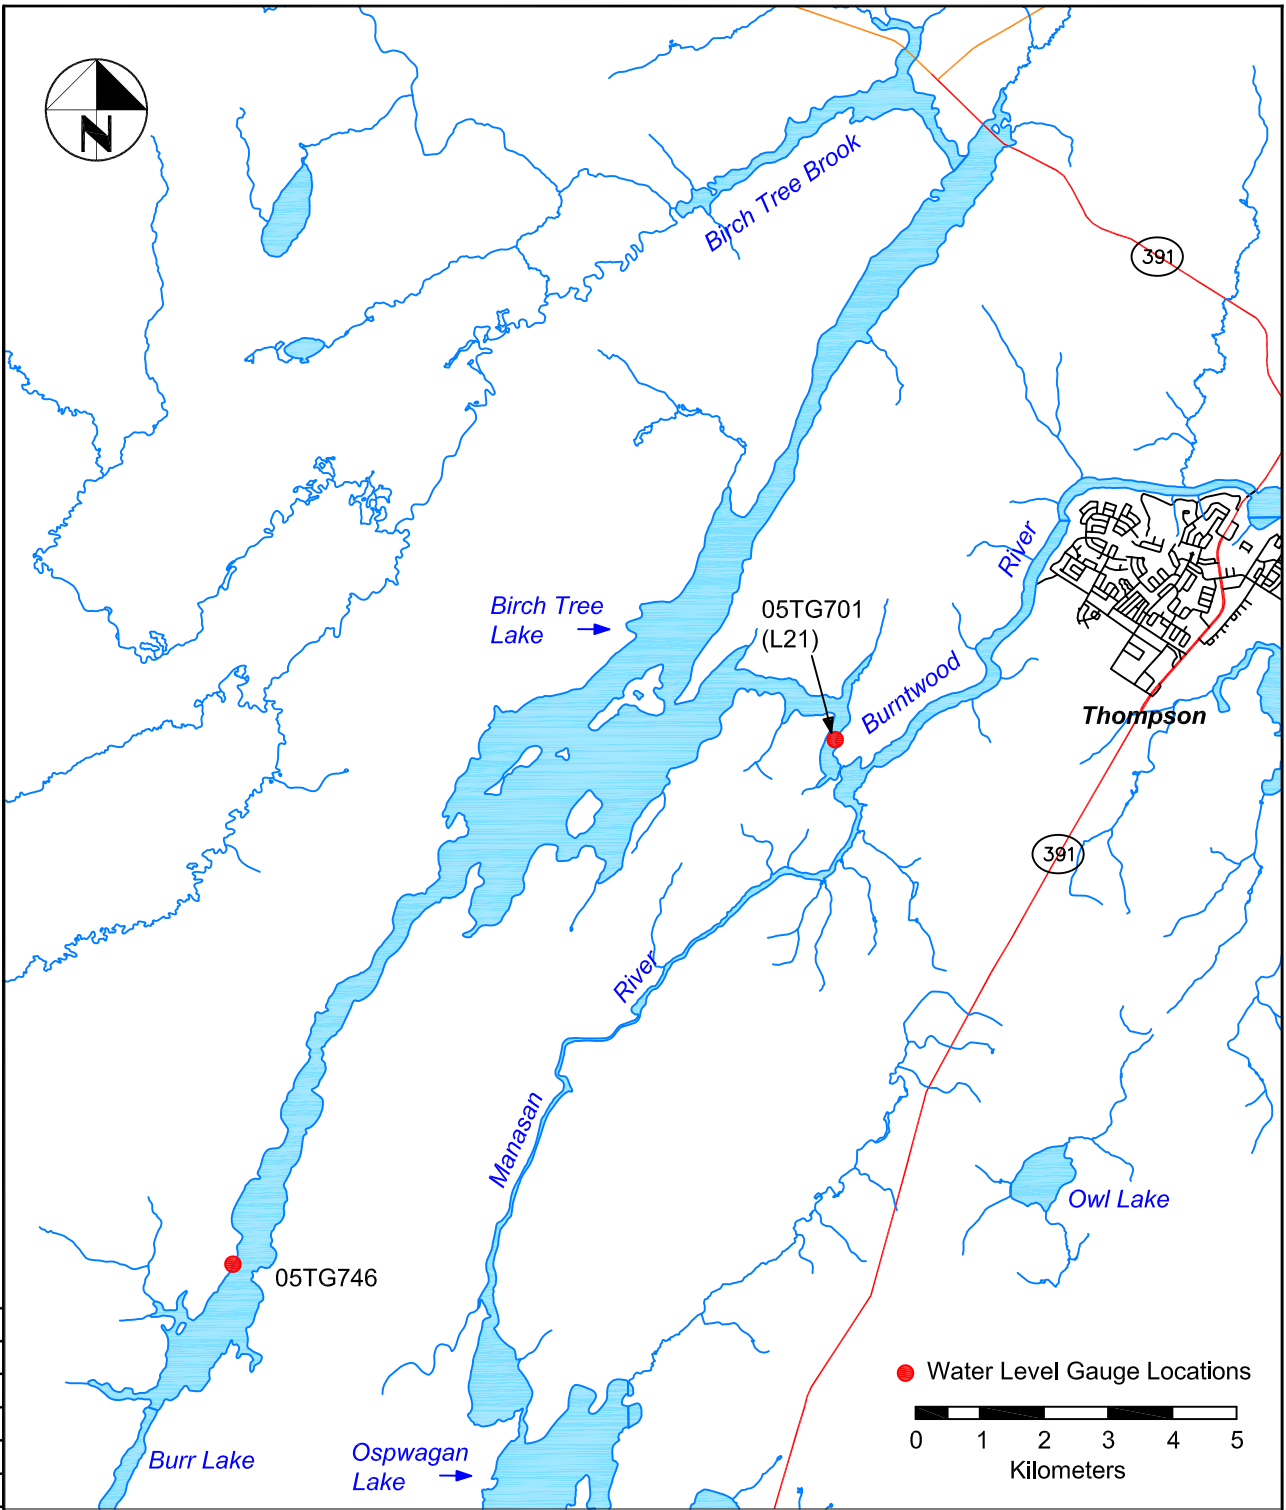 N
Birch Tree Brook
391
River
Birch Tree
Lake
05TG701
(L21)
Burntwood
Thompson
391
River
Manasan
Owl Lake
05TG746
Water Level Gauge Locations
0 1 2 3 4 5
Kilometers
Burr Lake
Ospwagan
Lake